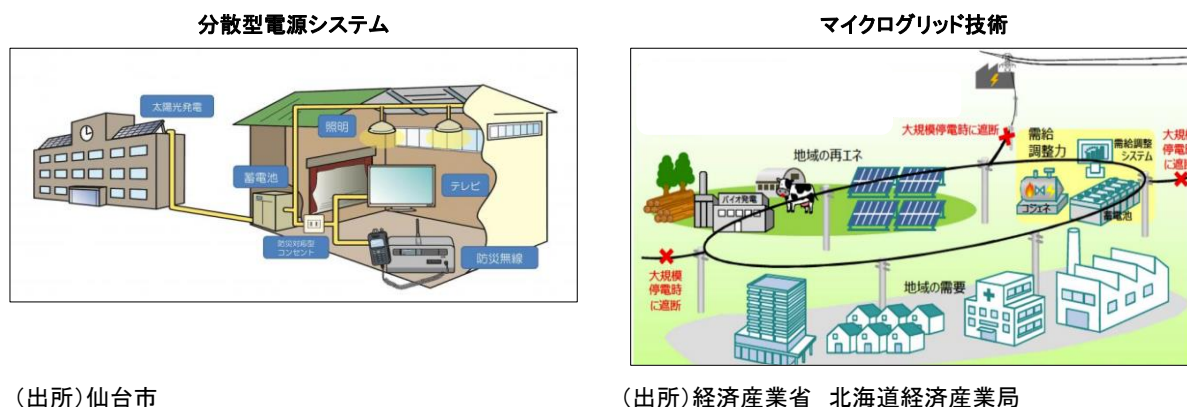 分散型電源システム
太陽光発電
照明
蓄電池
テレビ
防災対応型
コンセント
防災無線
(出所)仙台市
マイクログリッド技術
大規模停電時に遮断
需給
調整力
需給調整
システム
大規模
停電時
に遮断
地域の再エネ
バイオ発電
コジェネ
蓄電池
大規模
停電時
に遮断
地域の需要
(出所)経済産業省 北海道経済産業局